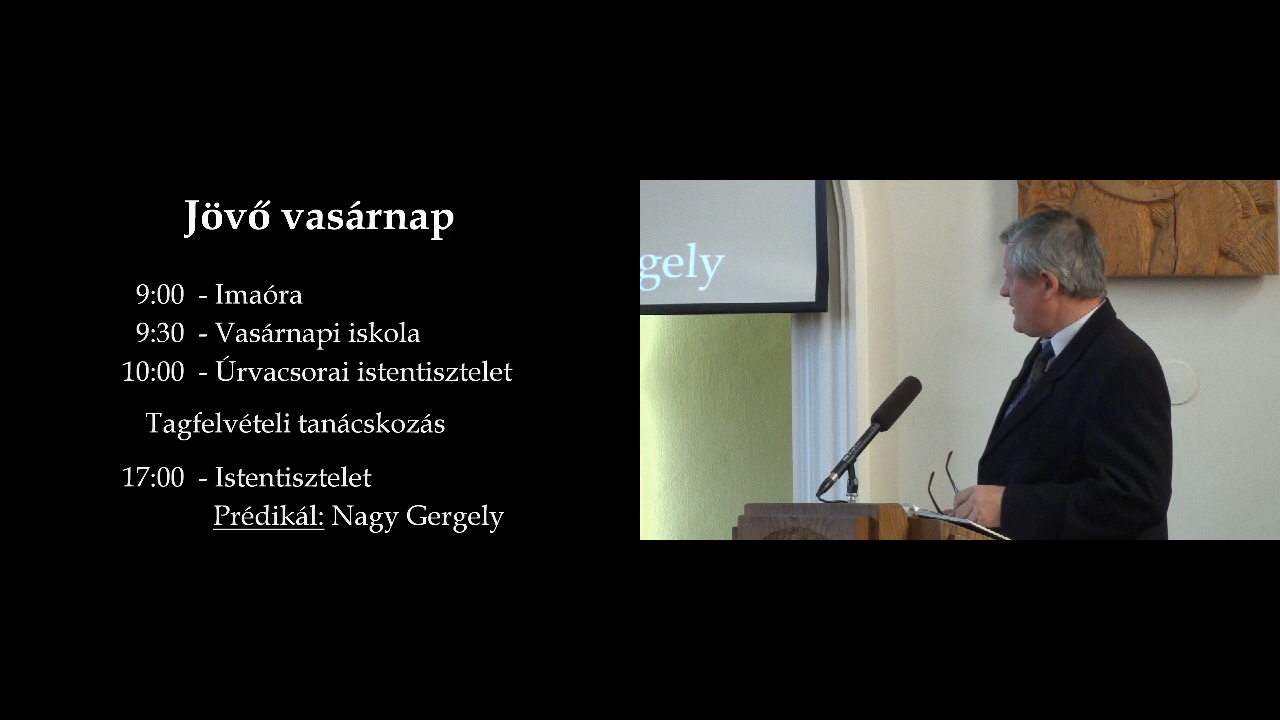 Jövő vasárnap
9:00 - Imaóra
9:30 - Vasárnapi iskola
10:00 - Úrvacsorai istentisztelet
Tagfelvételi tanácskozás
17:00 - Istentisztelet
Prédikál: Nagy Gergely
gely